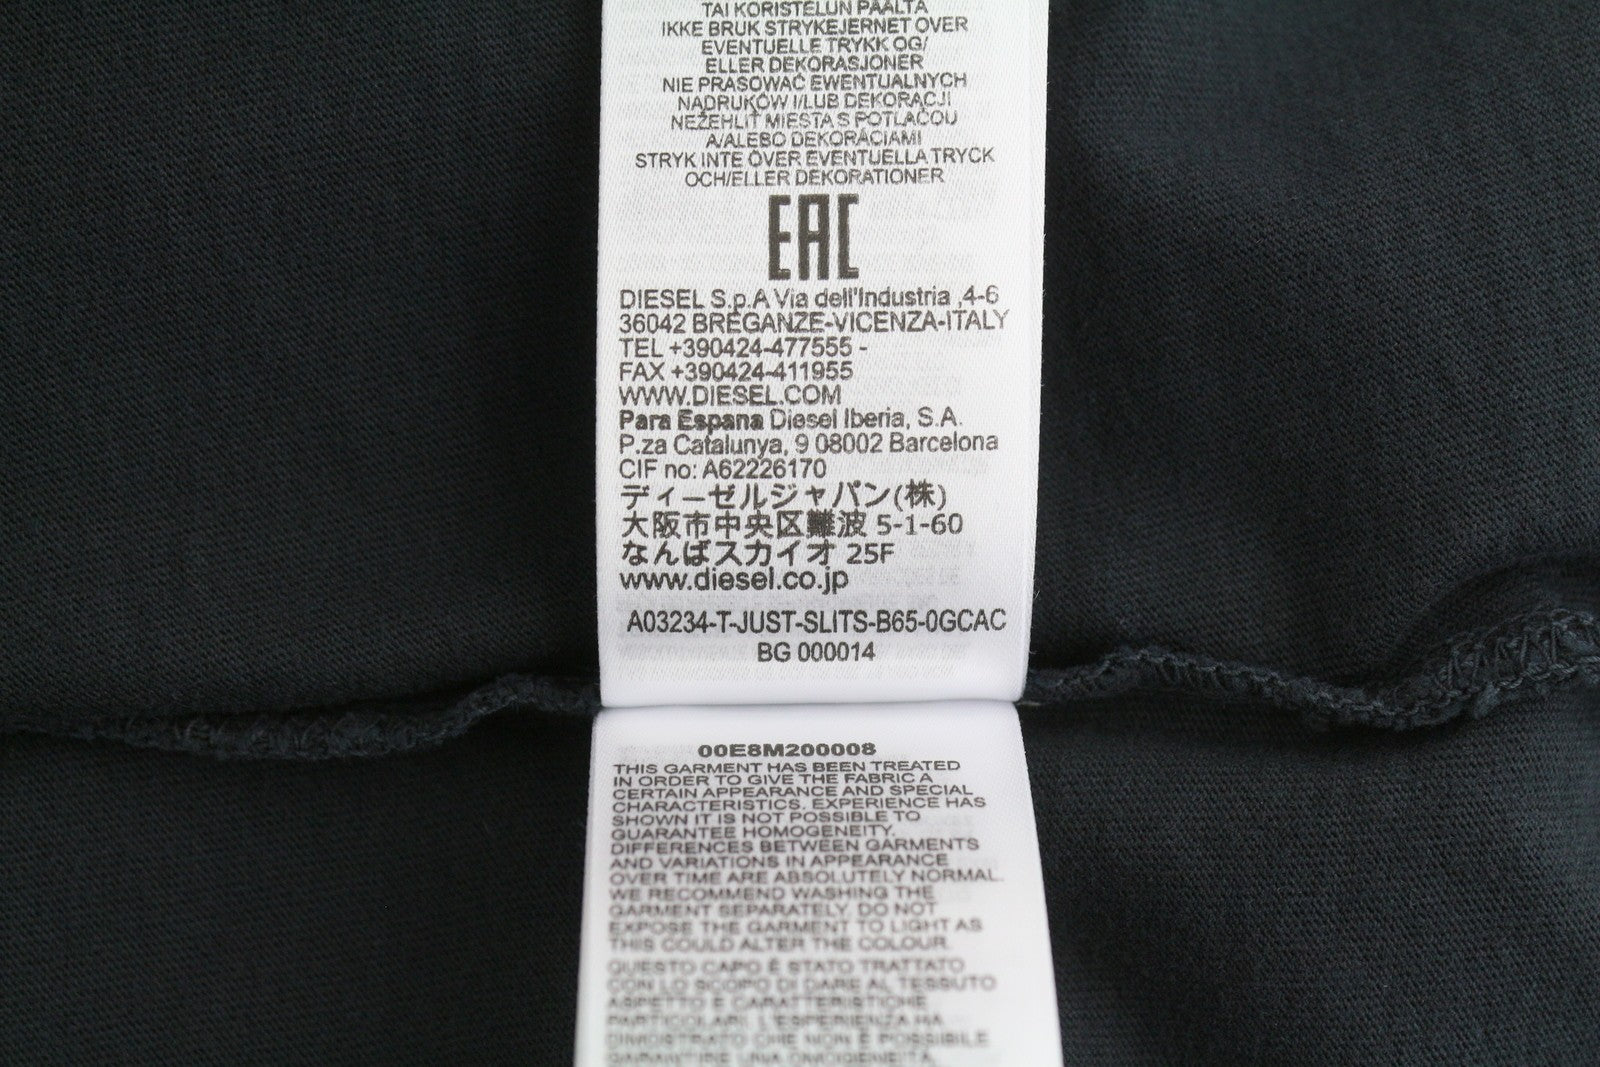 TAI KORISTELUN PÄÄLTÄ
IKKE BRUK STRYKEJERNET OVER
EVENTUELLE TRYKK OG/
ELLER DEKORASJONER
NIE PRASOWAĆ EWENTUALNYCH
NADRUKÓW I/LUB DEKORACJI
NEŽEHLIT MIESTA S POTLAČOU
A/ALEBO DEKORÁCIAMI
STRYK INTE ÖVER EVENTUELLA TRYCK
OCH/ELLER DEKORATIONER
EAC
DIESEL S.p.A Via dell'Industria ,4-6
36042 BREGANZE-VICENZA-ITALY
TEL +390424-477555 -
FAX +390424-411955
WWW.DIESEL.COM
Para Espana Diesel Iberia, S.A.
P.za Catalunya, 9 08002 Barcelona
CIF no: A62226170
ディーゼルジャパン(株)
大阪市中央区難波 5-1-60
なんばスカイオ 25F
www.diesel.co.jp
A03234-T-JUST-SLITS-B65-0GCAC
BG 000014
00E8M200008
THIS GARMENT HAS BEEN TREATED
IN ORDER TO GIVE THE FABRIC A
CERTAIN APPEARANCE AND SPECIAL
CHARACTERISTICS. EXPERIENCE HAS
SHOWN IT IS NOT POSSIBLE TO
GUARANTEE HOMOGENEITY.
DIFFERENCES BETWEEN GARMENTS
AND VARIATIONS IN APPEARANCE
OVER TIME ARE ABSOLUTELY NORMAL.
WE RECOMMEND WASHING THE
GARMENT SEPARATELY. DO NOT
EXPOSE THE GARMENT TO LIGHT AS
THIS COULD ALTER THE COLOUR.
QUESTO CAPO È STATO TRATTATO
CON LO SCOPO DI DARE AL TESSUTO
ASPETTO E CARATTERISTICHE
PARTICOLARI. L'ESPERIENZA HA
DIMOSTRATO CHE NON È POSSIBILE
GARANTIRE UNA OMOGENEITÀ.